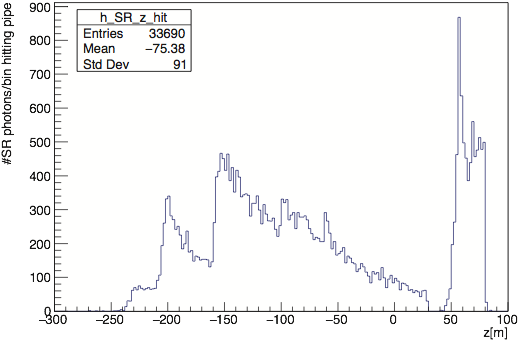 h_SR_z_hit
Entries 33690
Mean −75.38
Std Dev 91
#SR photons/bin hitting pipe
900
800
700
600
500
400
300
200
100
0
−300 −250 −200 −150 −100 −50 0 50 100
z[m]